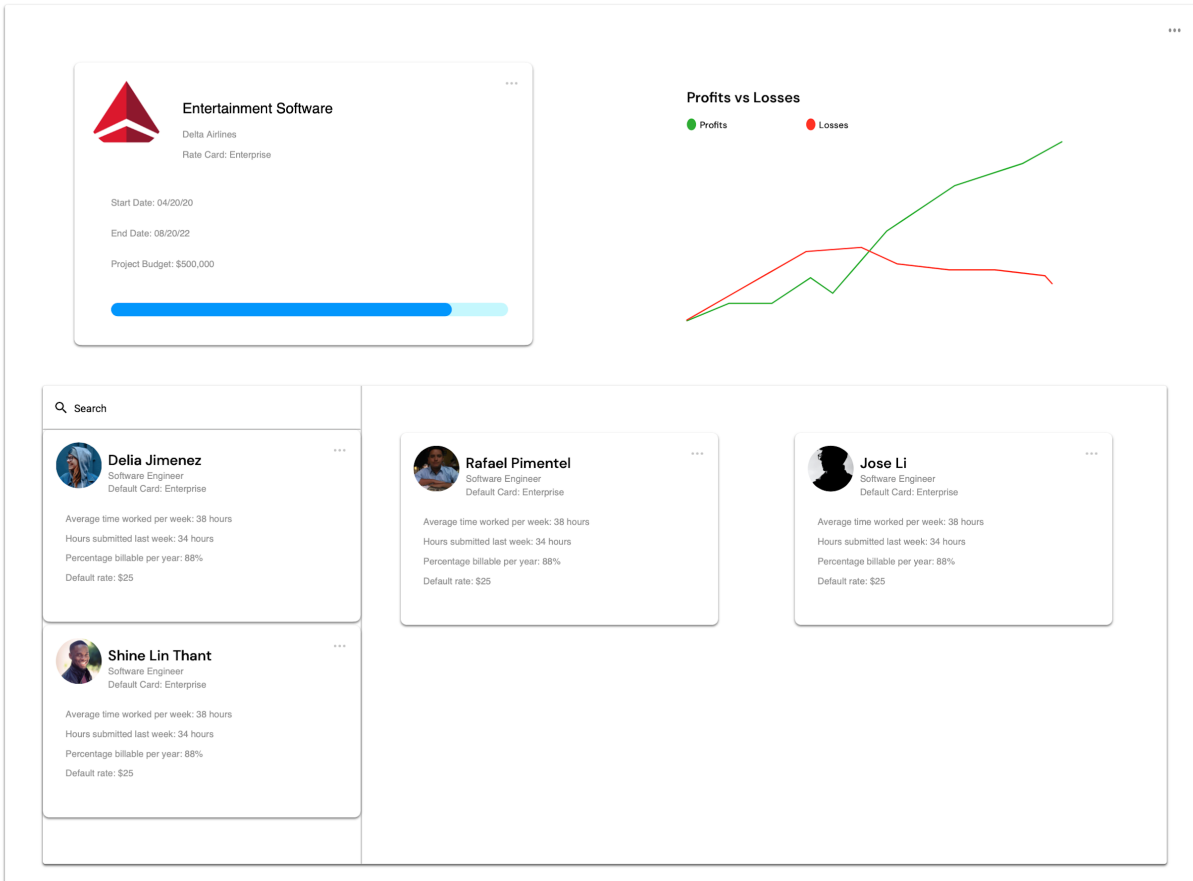 Entertainment Software
Delta Airlines
Rate Card: Enterprise
Start Date: 04/20/20
End Date: 08/20/22
Project Budget: $500,000
Profits vs Losses
Profits
Losses
Search
Delia Jimenez
Software Engineer
Default Card: Enterprise
Average time worked per week: 38 hours
Hours submitted last week: 34 hours
Percentage billable per year: 88%
Default rate: $25
Shine Lin Thant
Software Engineer
Default Card: Enterprise
Average time worked per week: 38 hours
Hours submitted last week: 34 hours
Percentage billable per year: 88%
Default rate: $25
Rafael Pimentel
Software Engineer
Default Card: Enterprise
Average time worked per week: 38 hours
Hours submitted last week: 34 hours
Percentage billable per year: 88%
Default rate: $25
Jose Li
Software Engineer
Default Card: Enterprise
Average time worked per week: 38 hours
Hours submitted last week: 34 hours
Percentage billable per year: 88%
Default rate: $25